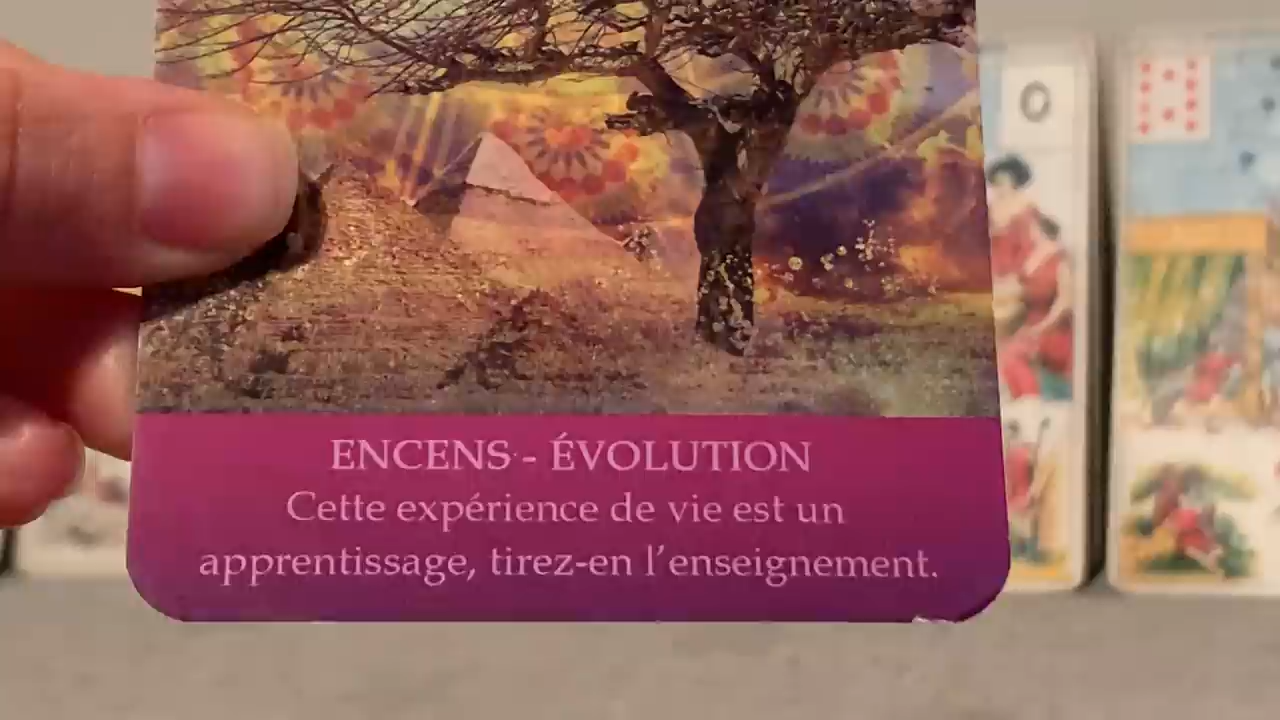 O
ENCENS - ÉVOLUTION
Cette expérience de vie est un
apprentissage, tirez-en l'enseignement.